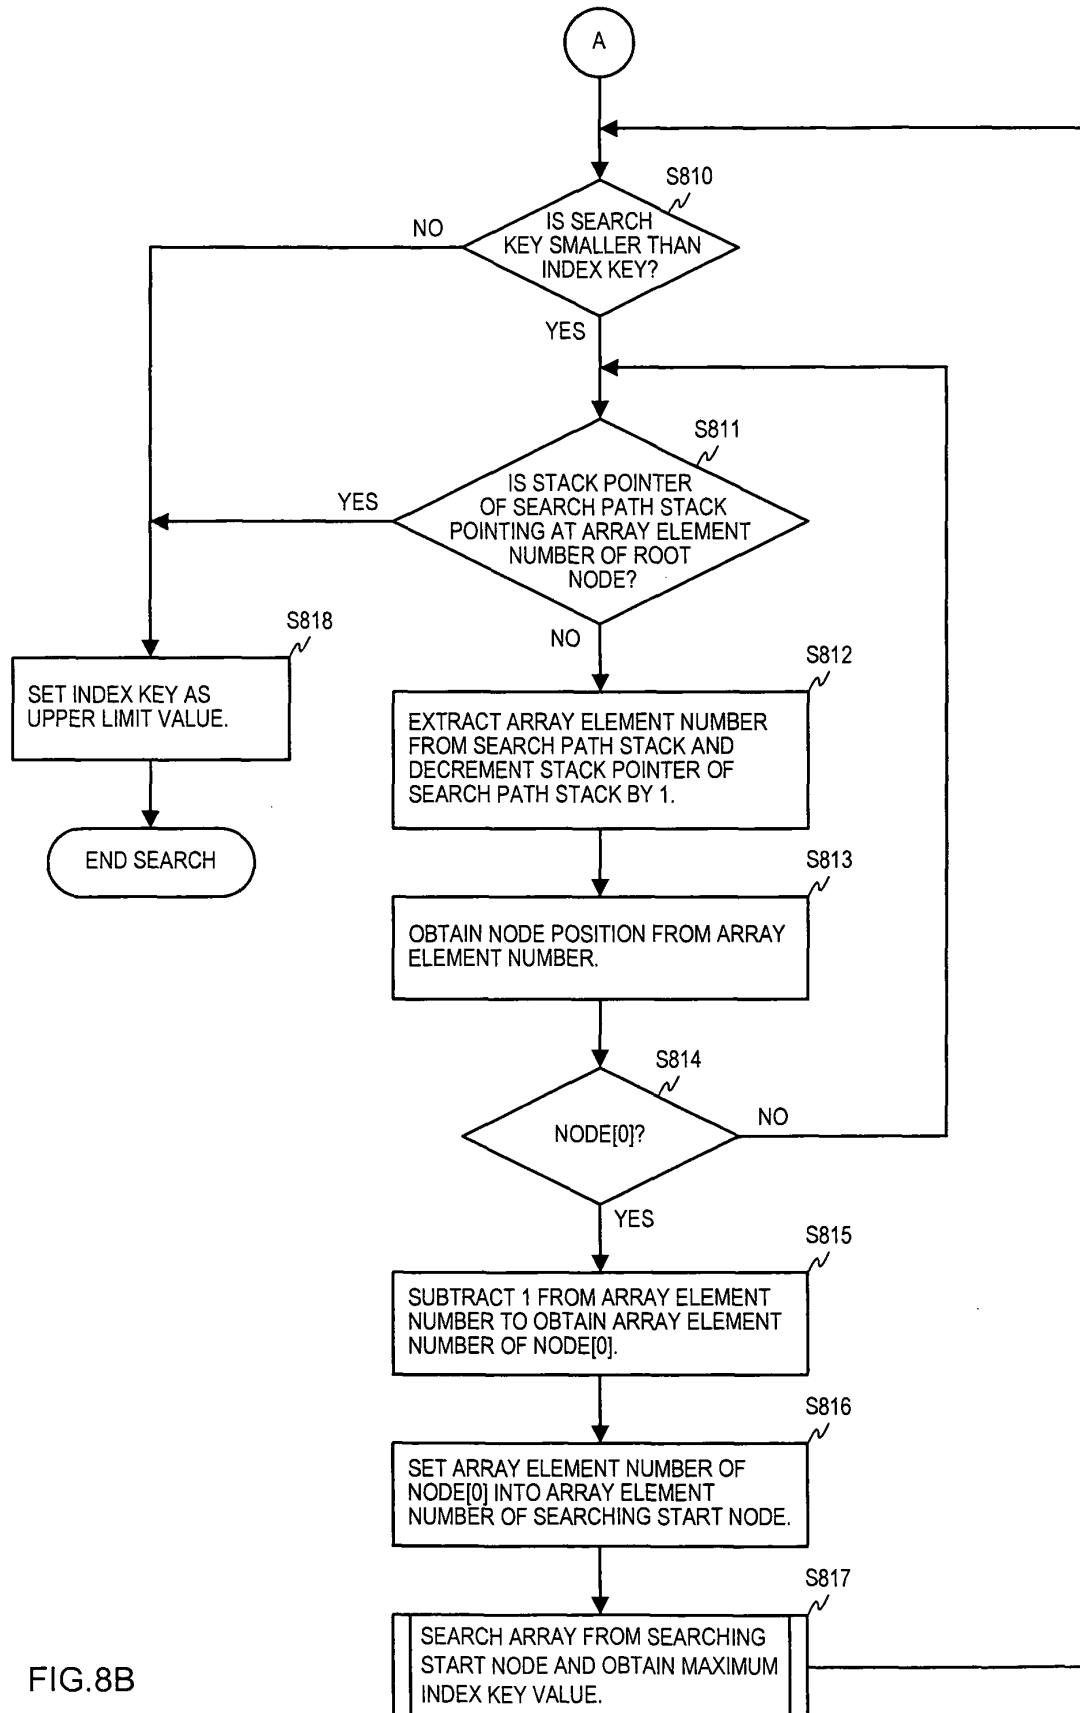 A
S810
IS SEARCH
KEY SMALLER THAN
INDEX KEY?
NO
YES
S811
IS STACK POINTER
OF SEARCH PATH STACK
POINTING AT ARRAY ELEMENT
NUMBER OF ROOT
NODE?
YES
NO
S818
SET INDEX KEY AS
UPPER LIMIT VALUE.
END SEARCH
S812
EXTRACT ARRAY ELEMENT NUMBER
FROM SEARCH PATH STACK AND
DECREMENT STACK POINTER OF
SEARCH PATH STACK BY 1.
S813
OBTAIN NODE POSITION FROM ARRAY
ELEMENT NUMBER.
S814
NODE[0]?
NO
YES
S815
SUBTRACT 1 FROM ARRAY ELEMENT
NUMBER TO OBTAIN ARRAY ELEMENT
NUMBER OF NODE[0].
S816
SET ARRAY ELEMENT NUMBER OF
NODE[0] INTO ARRAY ELEMENT
NUMBER OF SEARCHING START NODE.
S817
SEARCH ARRAY FROM SEARCHING
START NODE AND OBTAIN MAXIMUM
INDEX KEY VALUE.
FIG.8B